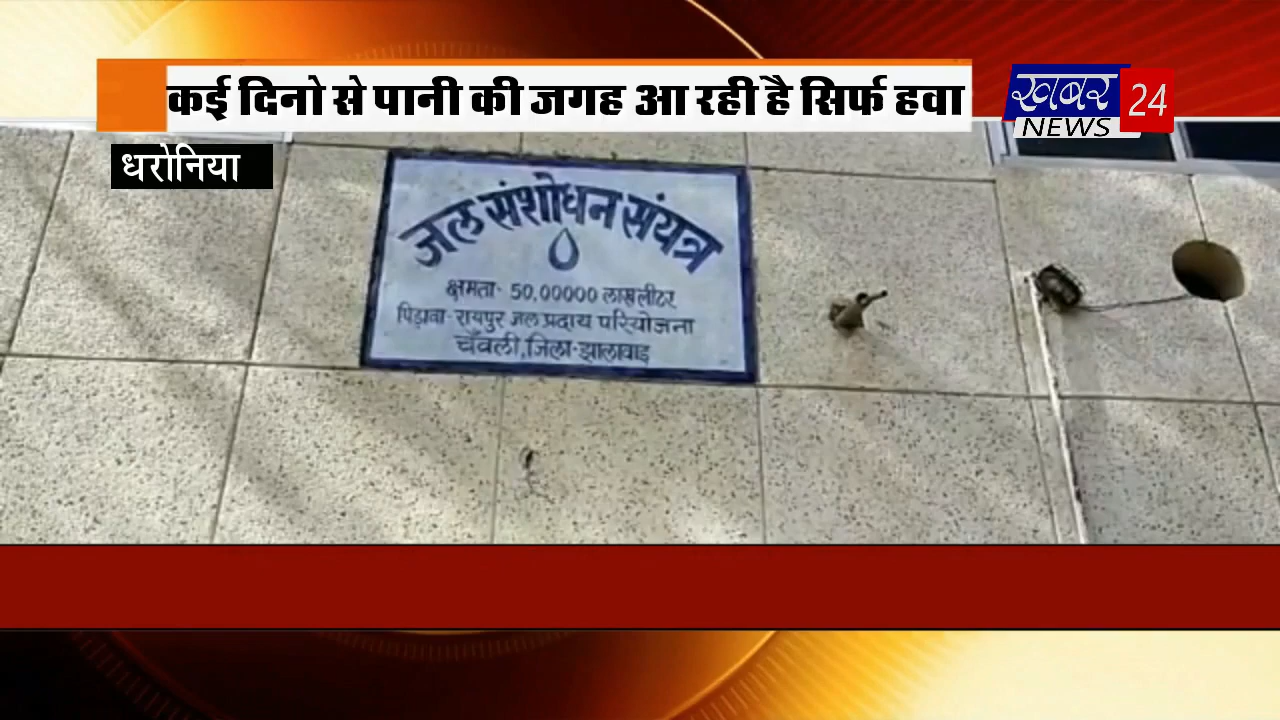 कई दिनो से पानी की जगह आ रही है सिर्फ हवा
खबर 24
NEWS
धरोनिया
जल संशोधन संयत्र
क्षमता- 50,00000 लाख लीटर
पिड़ावा-रायपुर जल प्रदाय परियोजना
चँवली, जिला-झालावाड़